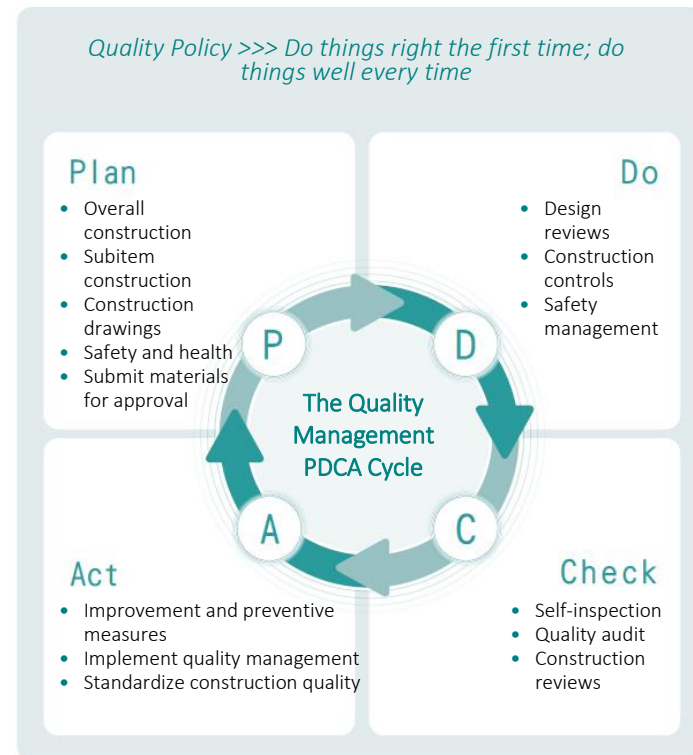 Quality Policy >>> Do things right the first time; do
things well every time
Plan
• Overall
construction
• Subitem
construction
• Construction
drawings
• Safety and health
• Submit materials
for approval
Do
• Design
reviews
• Construction
controls
• Safety
management
P
D
The Quality
Management
PDCA Cycle
A
C
Act
• Improvement and preventive
measures
• Implement quality management
• Standardize construction quality
Check
• Self-inspection
• Quality audit
• Construction
reviews